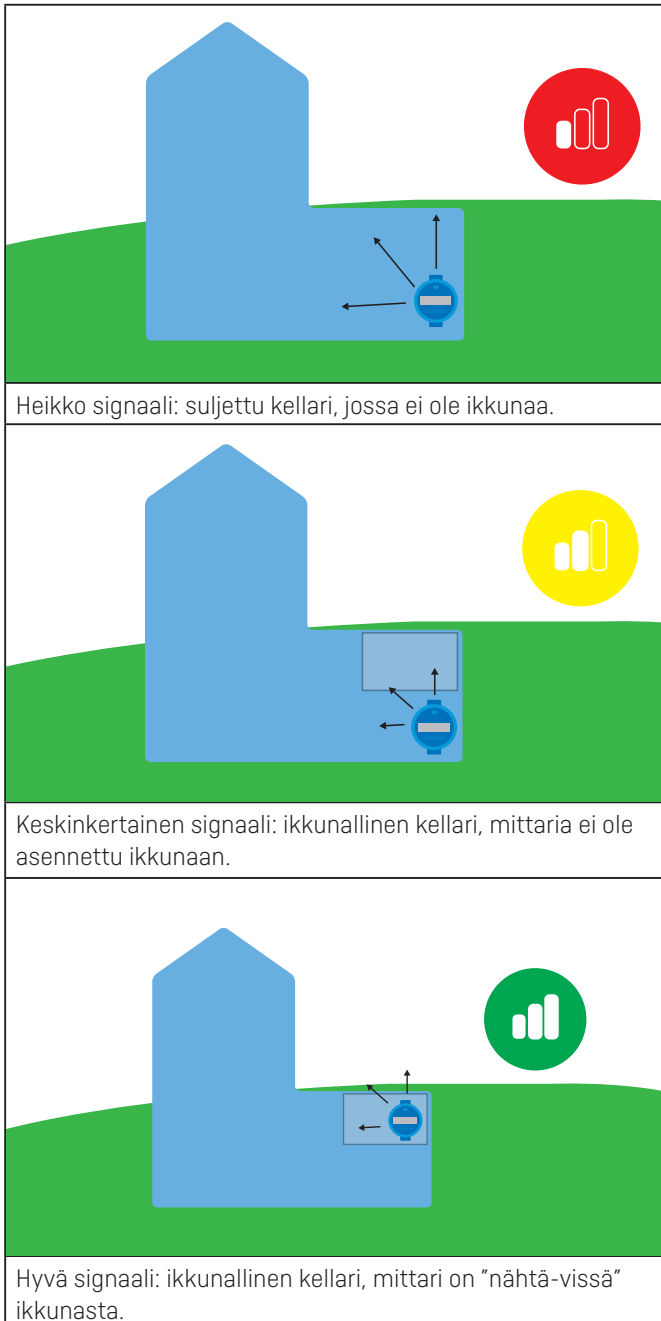 Heikko signaali: suljettu kellari, jossa ei ole ikkunaa.
Keskinkertainen signaali: ikkunallinen kellari, mittaria ei ole
asennettu ikkunaan.
Hyvä signaali: ikkunallinen kellari, mittari on ”nähtä-vissä”
ikkunasta.